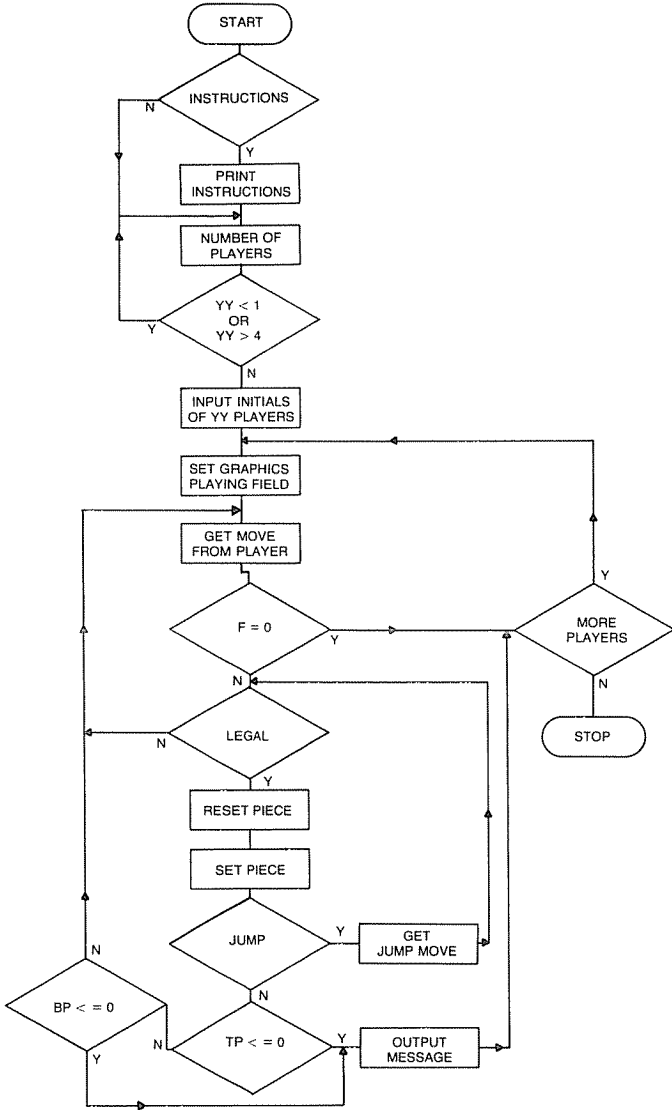 START
INSTRUCTIONS
N
Y
PRINT
INSTRUCTIONS
NUMBER OF
PLAYERS
YY < 1
OR
YY > 4
Y
N
INPUT INITIALS
OF YY PLAYERS
SET GRAPHICS
PLAYING FIELD
GET MOVE
FROM PLAYER
F = 0
Y
N
MORE
PLAYERS
Y
N
STOP
LEGAL
N
Y
RESET PIECE
SET PIECE
JUMP
Y
GET
JUMP MOVE
N
TP < = 0
Y
N
OUTPUT
MESSAGE
BP < = 0
N
Y